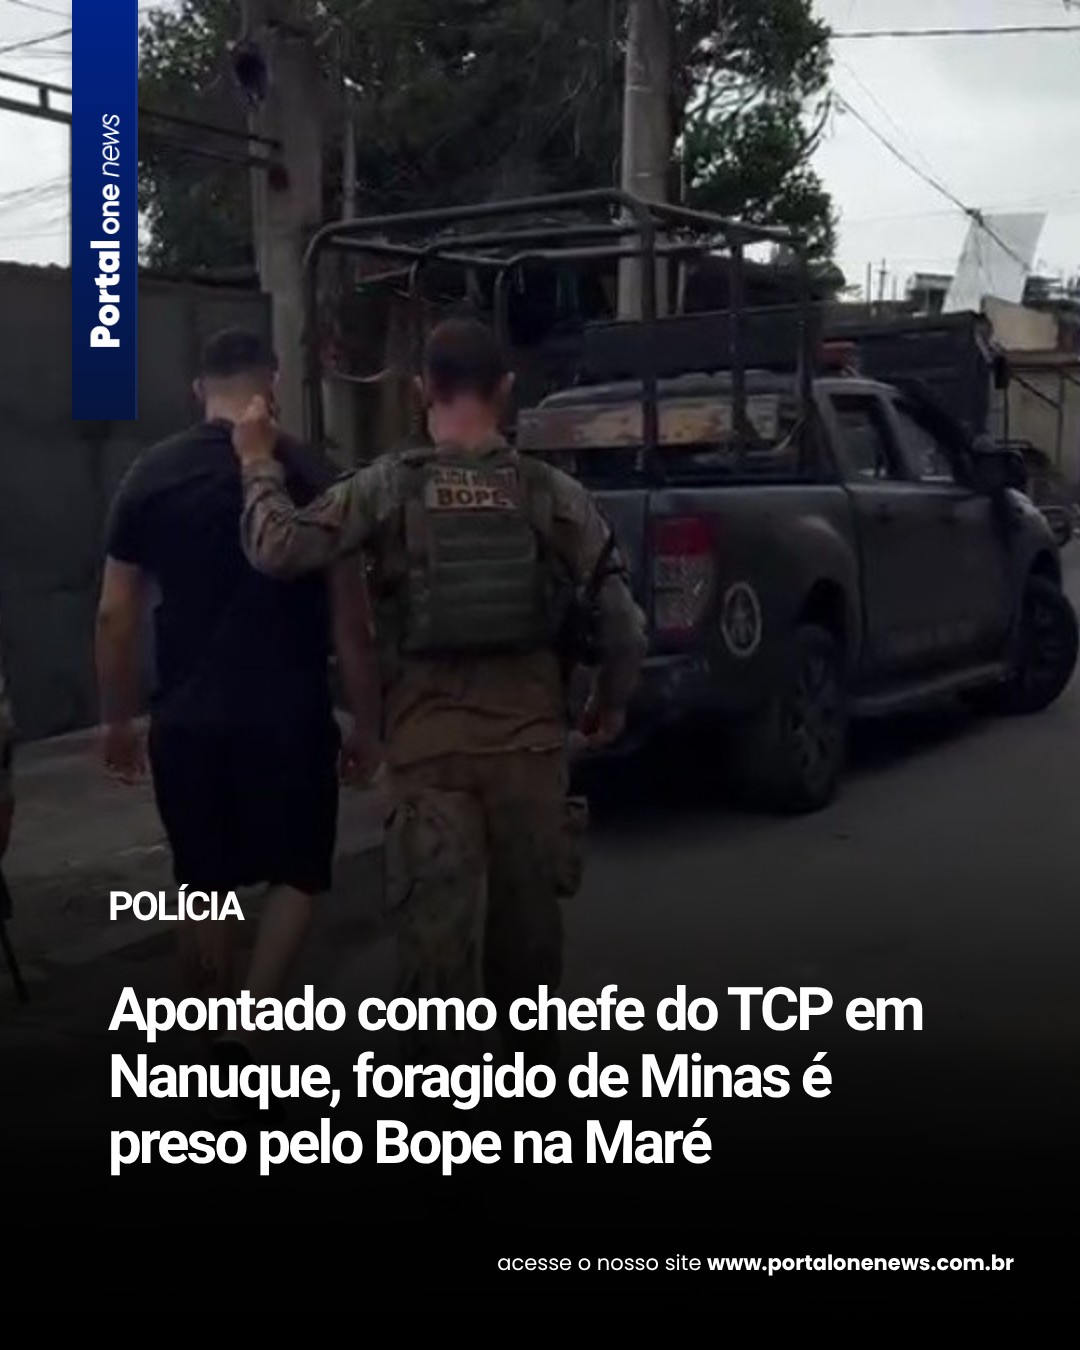 Portal one news
BOPE
POLÍCIA
Apontado como chefe do TCP em
Nanuque, foragido de Minas é
preso pelo Bope na Maré
acesse o nosso site www.portalonenews.com.br